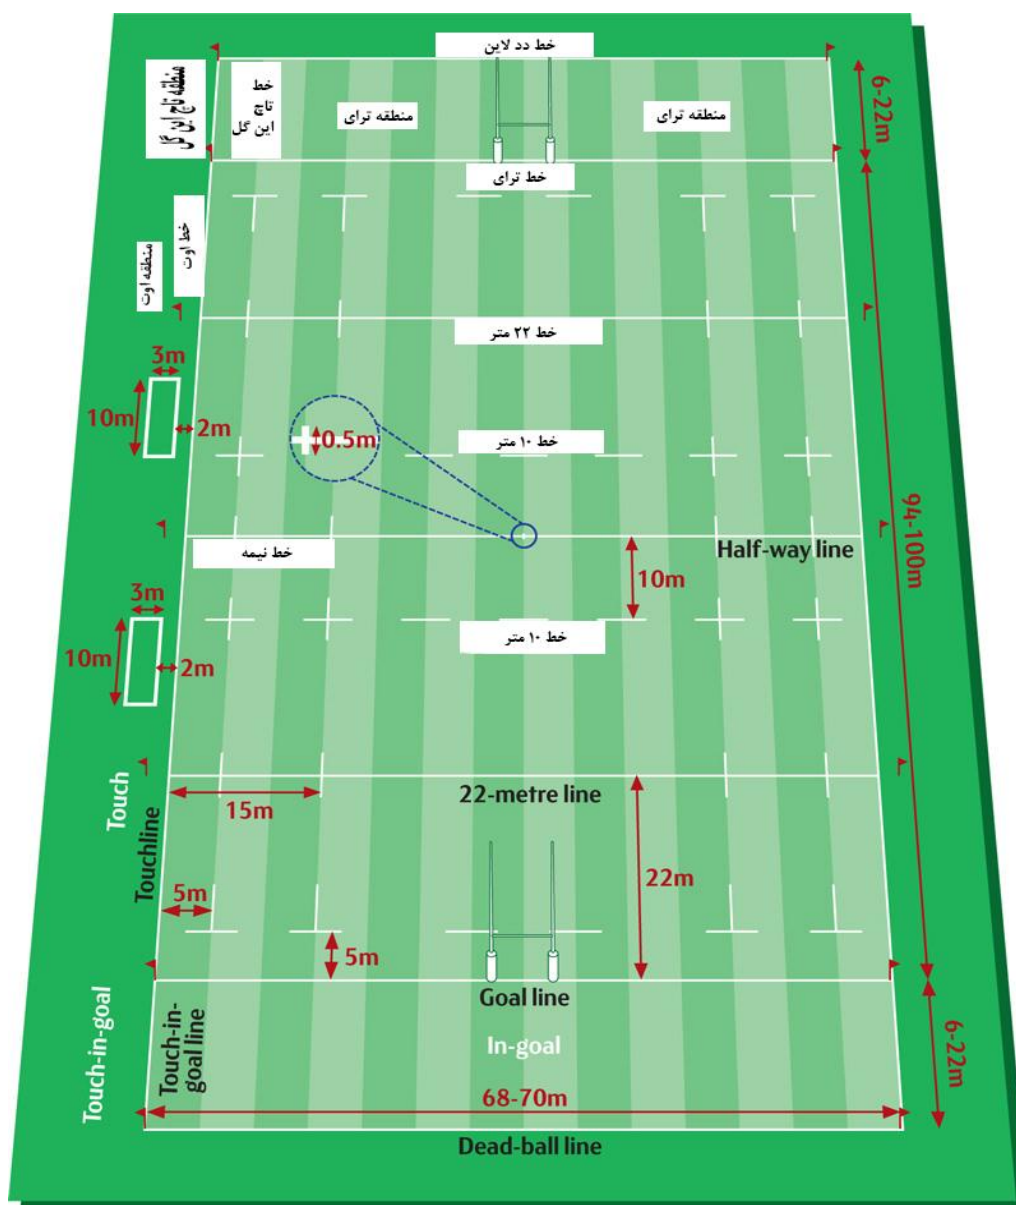 خط دد لاین
منطقه تاچ این گل
خط
تاچ
این گل
منطقه ترای
منطقه ترای
6-22m
خط ترای
خط اوت
منطقه اوت
خط ۲۲ متر
3m
10m
2m
0.5m
خط ۱۰ متر
94-100m
خط نیمه
Half-way line
10m
3m
10m
2m
خط ۱۰ متر
Touch
Touchline
15m
22-metre line
22m
5m
5m
Goal line
Touch-in-goal
Touch-in-
goal line
In-goal
6-22m
68-70m
Dead-ball line